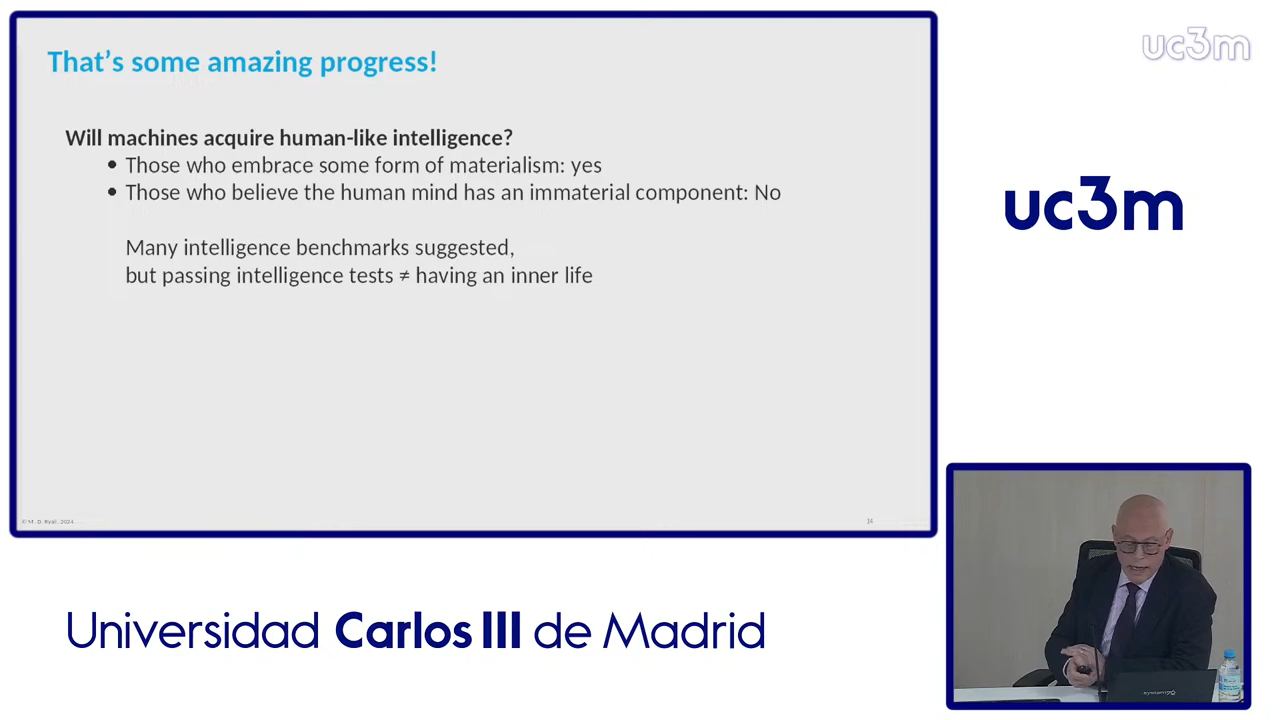 That's some amazing progress!
Will machines acquire human-like intelligence?
• Those who embrace some form of materialism: yes
• Those who believe the human mind has an immaterial component: No
Many intelligence benchmarks suggested,
but passing intelligence tests ≠ having an inner life
© M. D. Ryall, 2024
uc3m
uc3m
Universidad Carlos III de Madrid